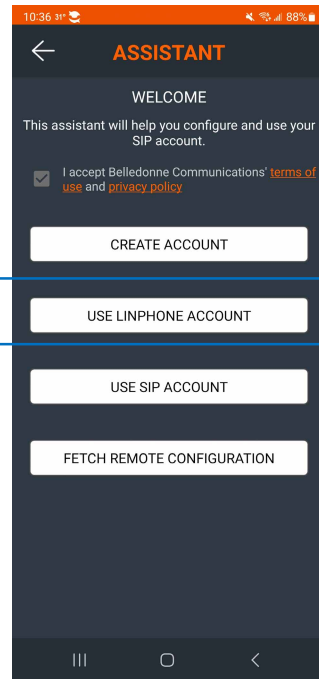 10:36 31° 88%
ASSISTANT
WELCOME
This assistant will help you configure and use your
SIP account.
I accept Belledonne Communications' terms of
use and privacy policy
CREATE ACCOUNT
USE LINPHONE ACCOUNT
USE SIP ACCOUNT
FETCH REMOTE CONFIGURATION